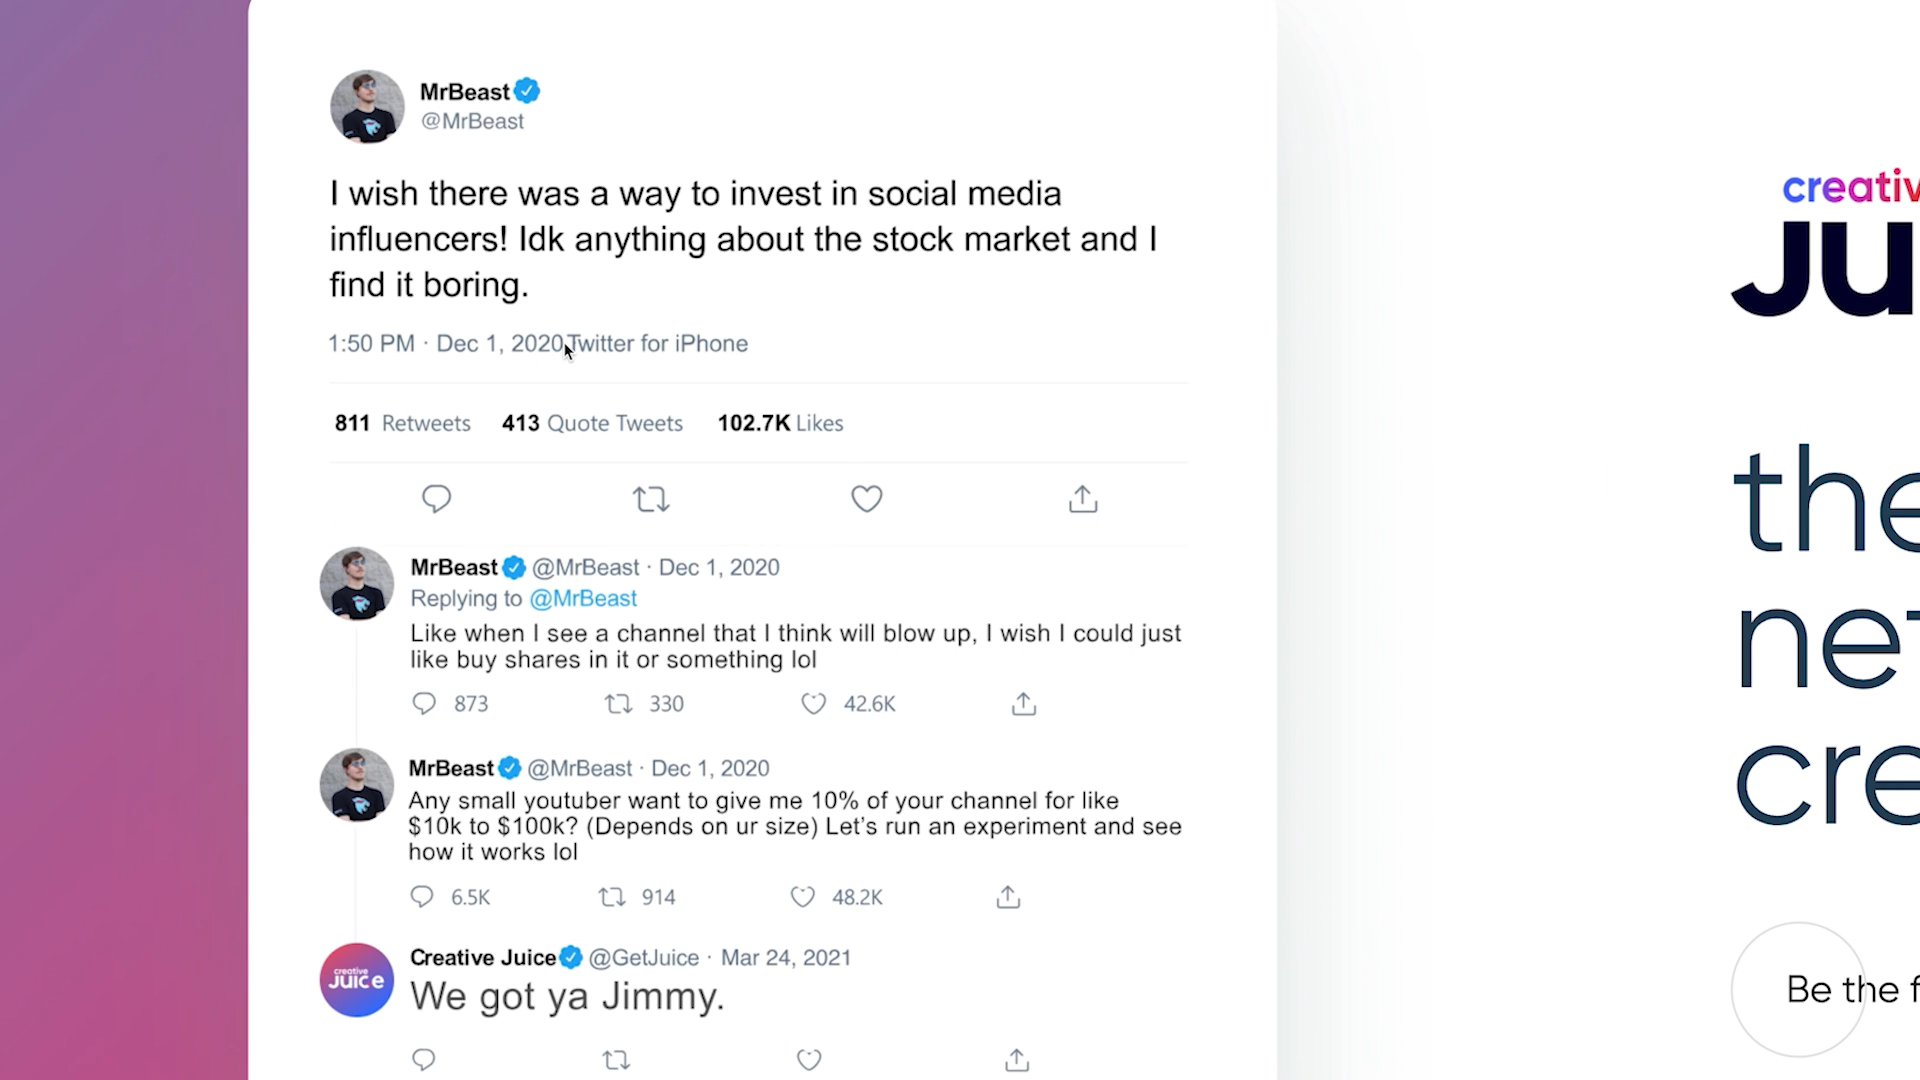 MrBeast
@MrBeast
I wish there was a way to invest in social media
influencers! Idk anything about the stock market and I
find it boring.
1:50 PM · Dec 1, 2020 Twitter for iPhone
811 Retweets 413 Quote Tweets 102.7K Likes
MrBeast @MrBeast · Dec 1, 2020
Replying to @MrBeast
Like when I see a channel that I think will blow up, I wish I could just
like buy shares in it or something lol
873 330 42.6K
MrBeast @MrBeast · Dec 1, 2020
Any small youtuber want to give me 10% of your channel for like
$10k to $100k? (Depends on ur size) Let's run an experiment and see
how it works lol
6.5K 914 48.2K
creative
Juice
Creative Juice @GetJuice · Mar 24, 2021
We got ya Jimmy.
creativ
Ju
the
net
cre
Be the f